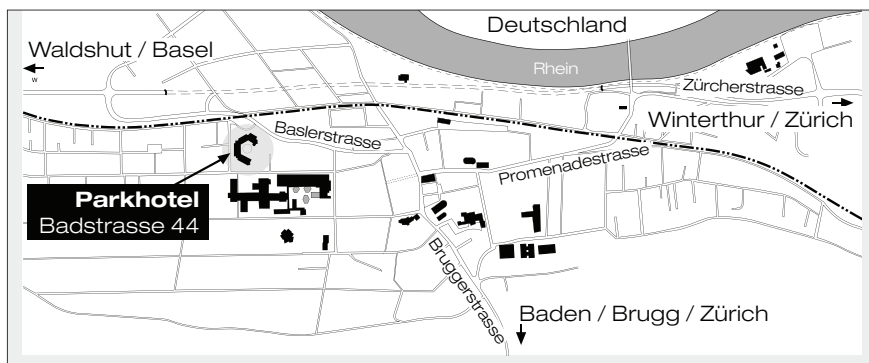 Deutschland
Waldshut / Basel
W
Rhein
Zürcherstrasse
Winterthur / Zürich
Baslerstrasse
Promenadestrasse
Parkhotel
Badstrasse 44
Bruggerstrasse
Baden / Brugg / Zürich